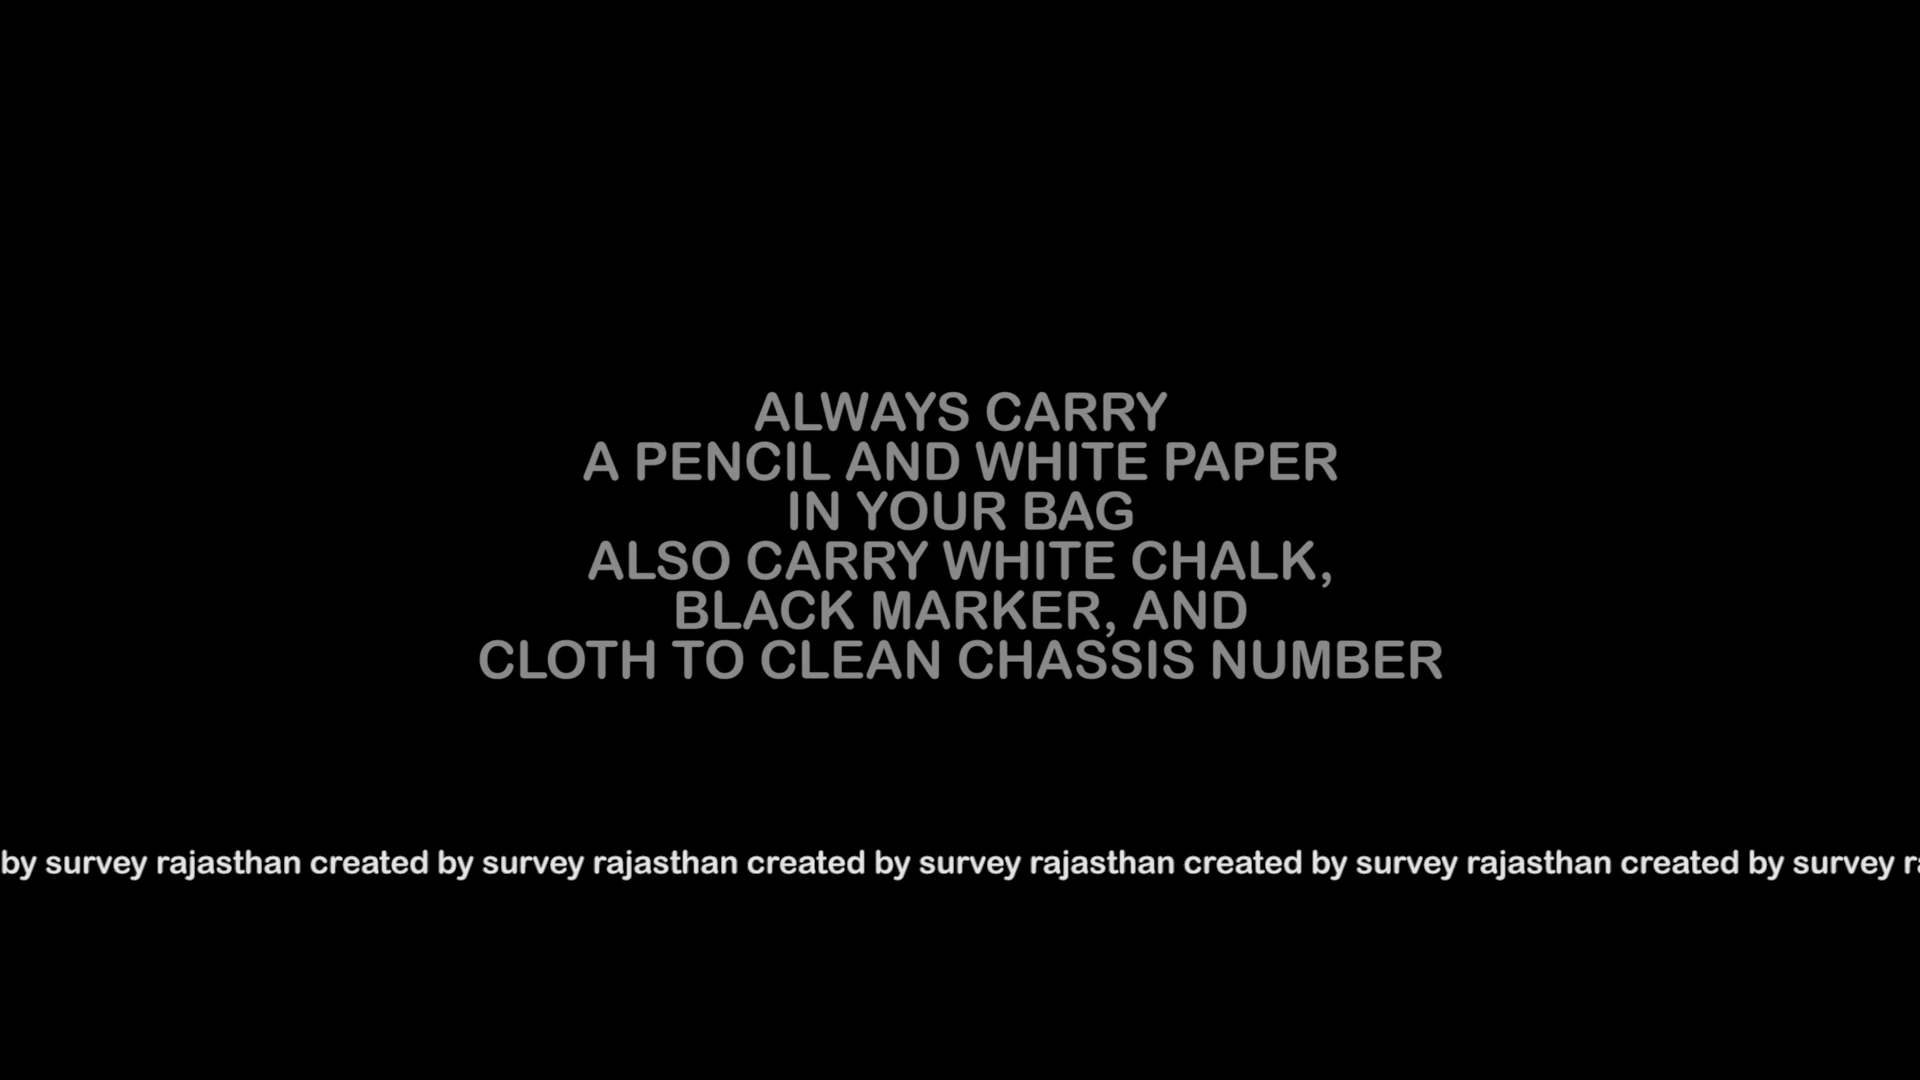 ALWAYS CARRY
A PENCIL AND WHITE PAPER
IN YOUR BAG
ALSO CARRY WHITE CHALK,
BLACK MARKER, AND
CLOTH TO CLEAN CHASSIS NUMBER
by survey rajasthan created by survey rajasthan created by survey rajasthan created by survey rajasthan created by survey